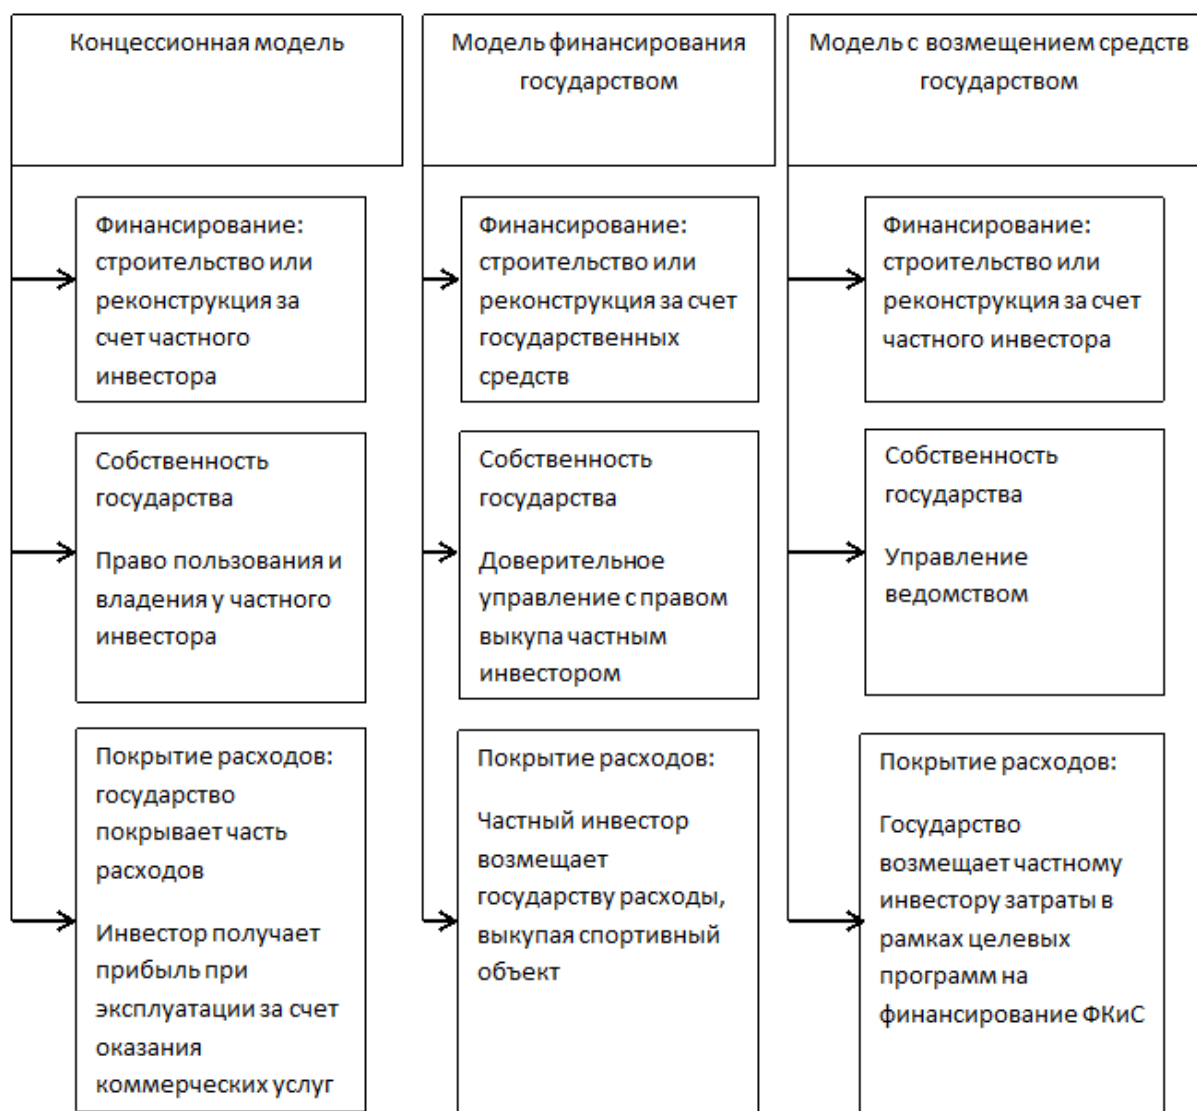 Концессионная модель
Финансирование:
строительство или
реконструкция за
счет частного
инвестора
Собственность
государства
Право пользования и
владения у частного
инвестора
Покрытие расходов:
государство
покрывает часть
расходов
Инвестор получает
прибыль при
эксплуатации за счет
оказания
коммерческих услуг
Модель финансирования
государством
Финансирование:
строительство или
реконструкция за счет
государственных
средств
Собственность
государства
Доверительное
управление с правом
выкупа частным
инвестором
Покрытие расходов:
Частный инвестор
возмещает
государству расходы,
выкупая спортивный
объект
Модель с возмещением средств
государством
Финансирование:
строительство или
реконструкция за счет
частного инвестора
Собственность
государства
Управление
ведомством
Покрытие расходов:
Государство
возмещает частному
инвестору затраты в
рамках целевых
программ на
финансирование ФКиС